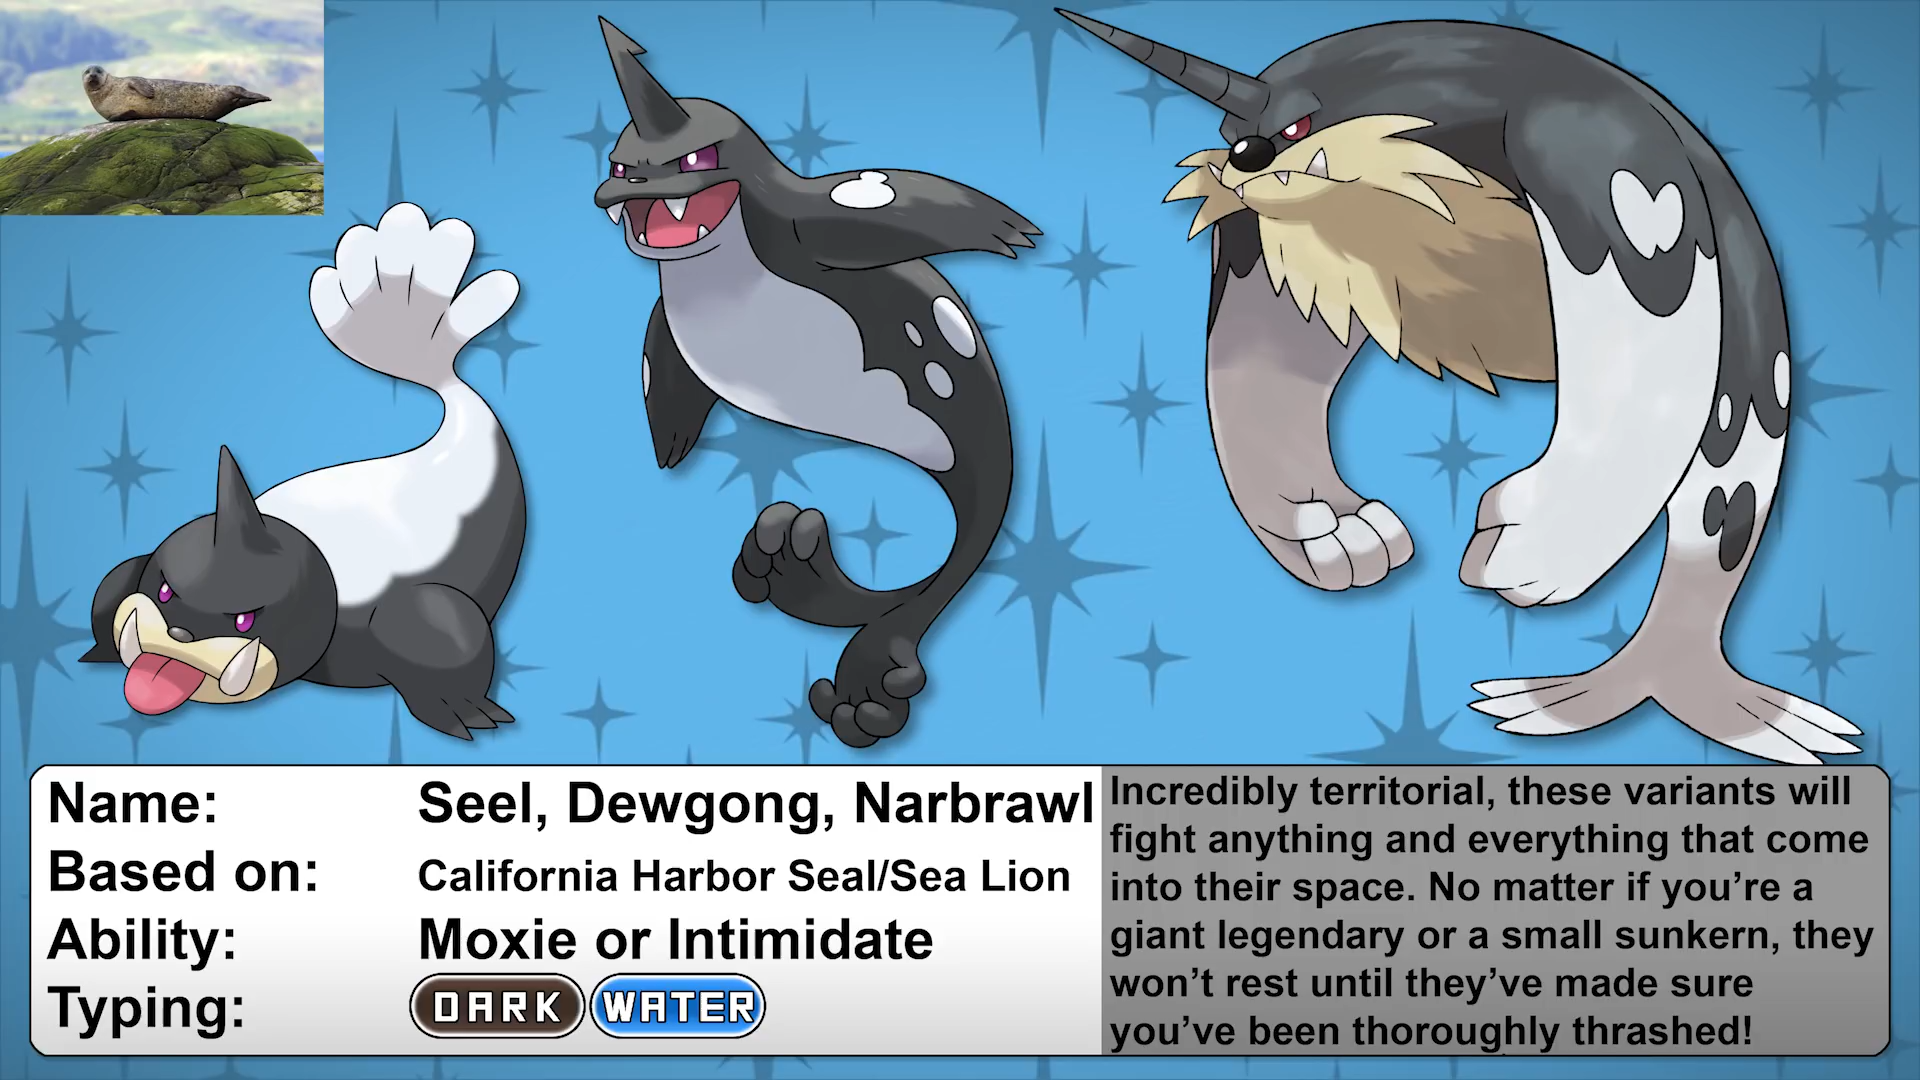 Name: Seel, Dewgong, Narbrawl
Based on: California Harbor Seal/Sea Lion
Ability: Moxie or Intimidate
Typing: DARK WATER
Incredibly territorial, these variants will
fight anything and everything that come
into their space. No matter if you're a
giant legendary or a small sunkern, they
won't rest until they've made sure
you've been thoroughly thrashed!